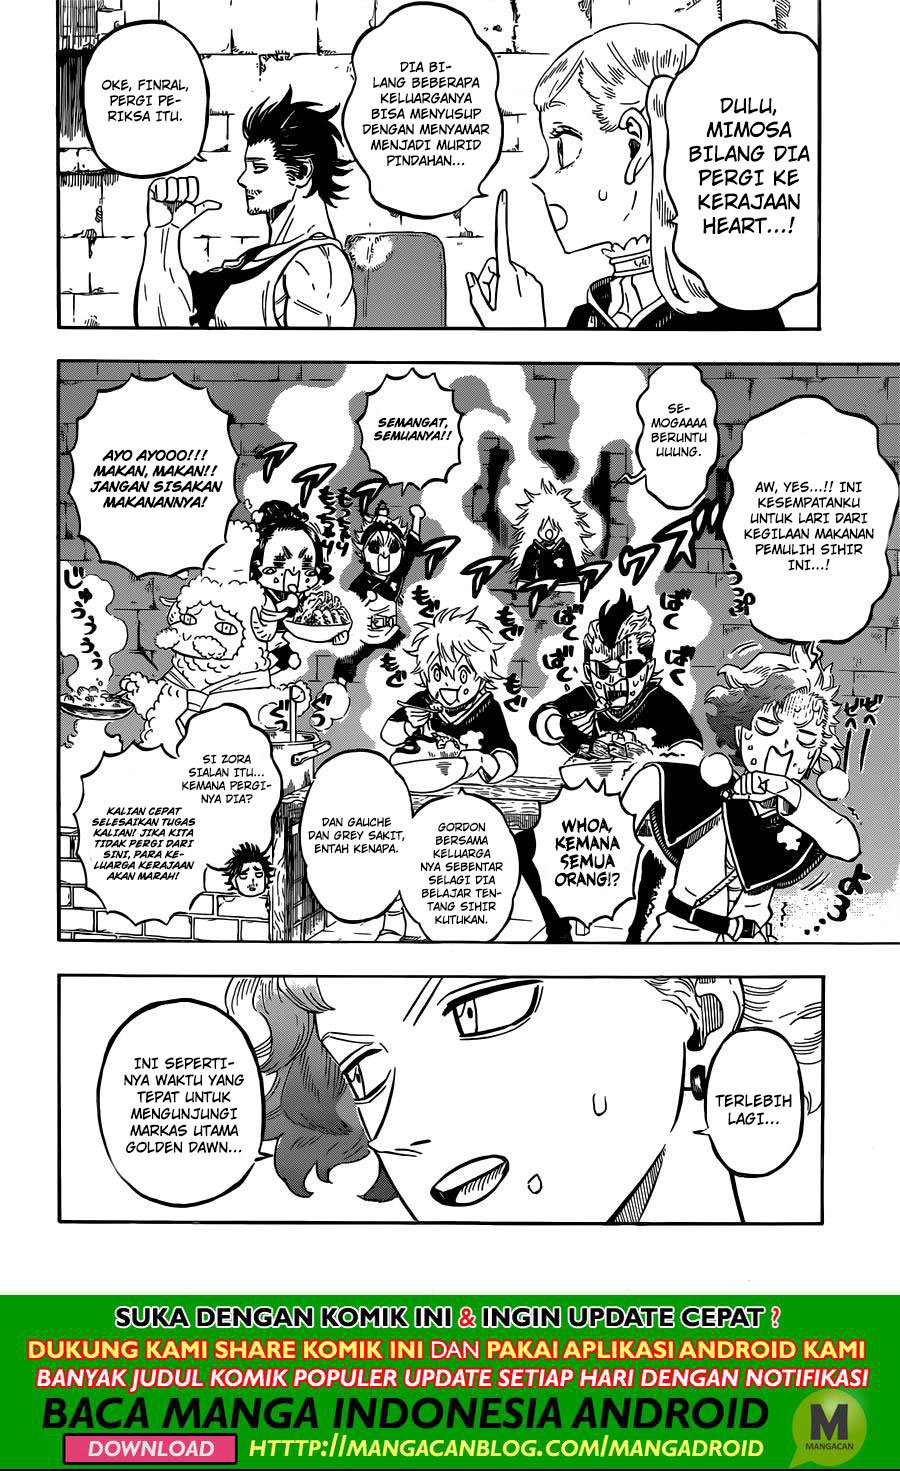 DULU,
MIMOSA
BILANG DIA
PERGI KE
KERAJAAN
HEART...!
DIA BI-
LANG BEBERAPA
KELUARGANYA
BISA MENYUSUP
DENGAN MENYAMAR
MENJADI MURID
PINDAHAN...
OKE, FINRAL,
PERGI PE-
RIKSA ITU.
AW, YES...!! INI
KESEMPATANKU
UNTUK LARI DARI
KEGILAAN MAKANAN
PEMULIH SIHIR
INI...!
SE-
MOGAAAA
BERUNTU
UUUNG.
SEMANGAT,
SEMUANYA!!
AYO AYOOO!!!
MAKAN, MAKAN!!
JANGAN SISAKAN
MAKANANNYA!
WHOA,
KEMANA
SEMUA
ORANG!?
GORDON
BERSAMA
KELUARGA
NYA SEBENTAR
SELAGI DIA
BELAJAR TEN-
TANG SIHIR
KUTUKAN.
DAN GAUCHE
DAN GREY SAKIT,
ENTAH KENAPA.
SI ZORA
SIALAN ITU...
KEMANA PERGI-
NYA DIA?
KALIAN CEPAT
SELESAIKAN TUGAS
KALIAN! JIKA KITA
TIDAK PERGI DARI
SINI, PARA KE-
LUARGA KERAJAAN
AKAN MARAH!
TERLEBIH
LAGI...
INI SEPERTI-
NYA WAKTU YANG
TEPAT UNTUK
MENGUNJUNGI
MARKAS UTAMA
GOLDEN DAWN...
SUKA DENGAN KOMIK INI & INGIN UPDATE CEPAT ?
DUKUNG KAMI SHARE KOMIK INI DAN PAKAI APLIKASI ANDROID KAMI
BANYAK JUDUL KOMIK POPULER UPDATE SETIAP HARI DENGAN NOTIFIKASI
BACA MANGA INDONESIA ANDROID
DOWNLOAD HTTTP://MANGACANBLOG.COM/MANGADROID
M
MANGACAN